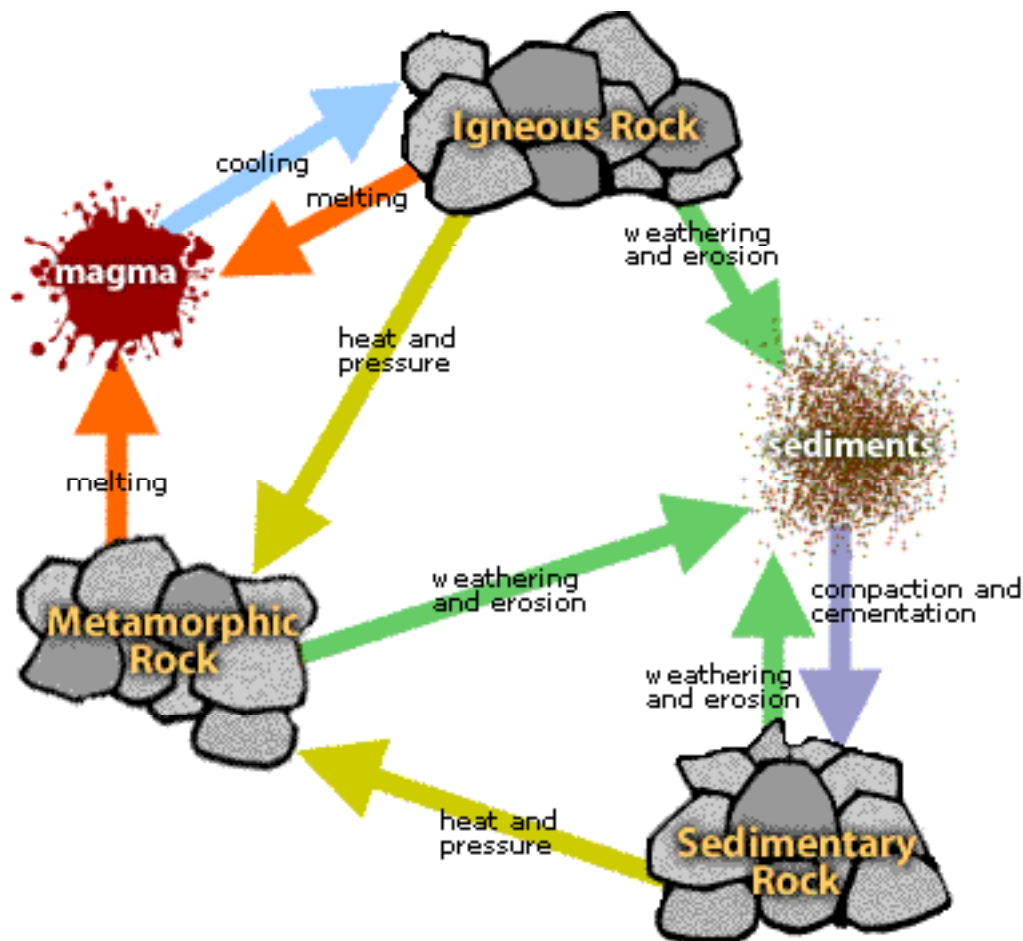 Igneous Rock
cooling
melting
weathering
and erosion
magma
heat and
pressure
sediments
melting
weathering
and erosion
compaction and
cementation
Metamorphic
Rock
weathering
and erosion
heat and
pressure
Sedimentary
Rock